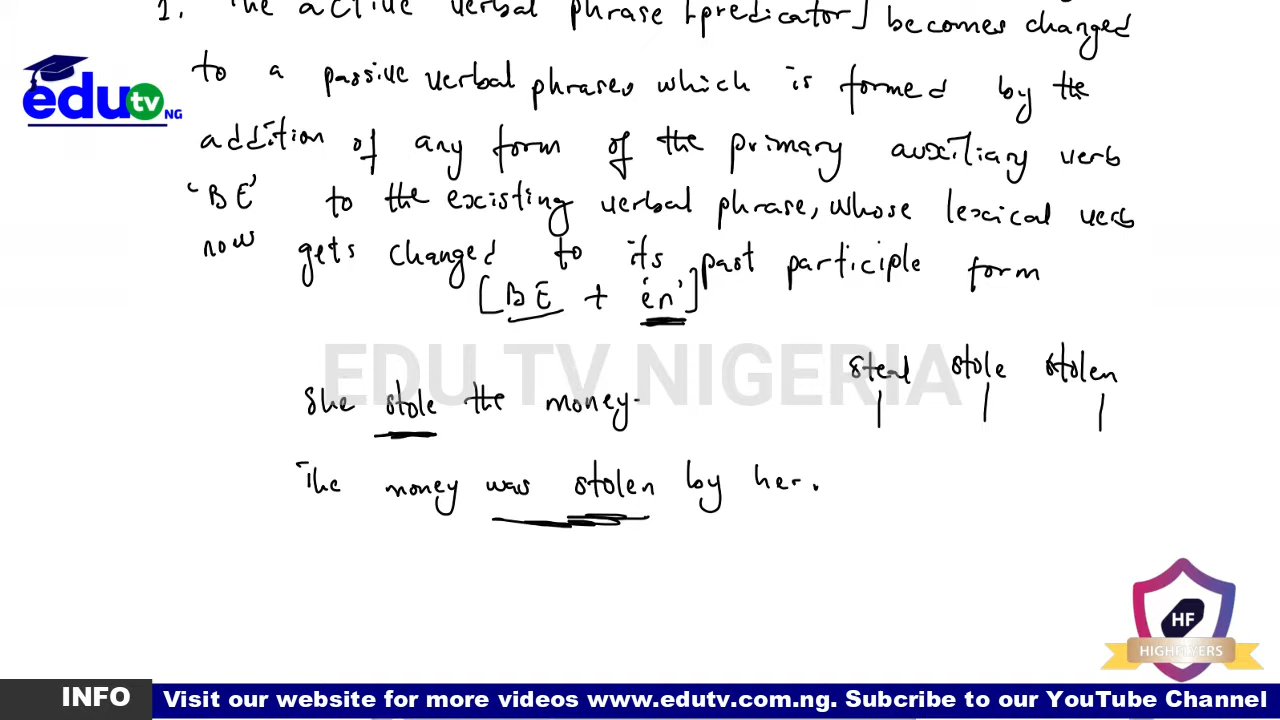 1. The active verbal phrase [predicator] becomes changed
to a passive verbal phrase, which is formed by the
addition of any form of the primary auxiliary verb
'BE' to the existing verbal phrase, whose lexical verb
now gets changed to its past participle form
[BE + 'en']
steal stole stolen
She stole the money.
The money was stolen by her.
edu tv NG
EDU TV NIGERIA
HF
HIGHFLYERS
INFO Visit our website for more videos www.edutv.com.ng. Subcribe to our YouTube Channel